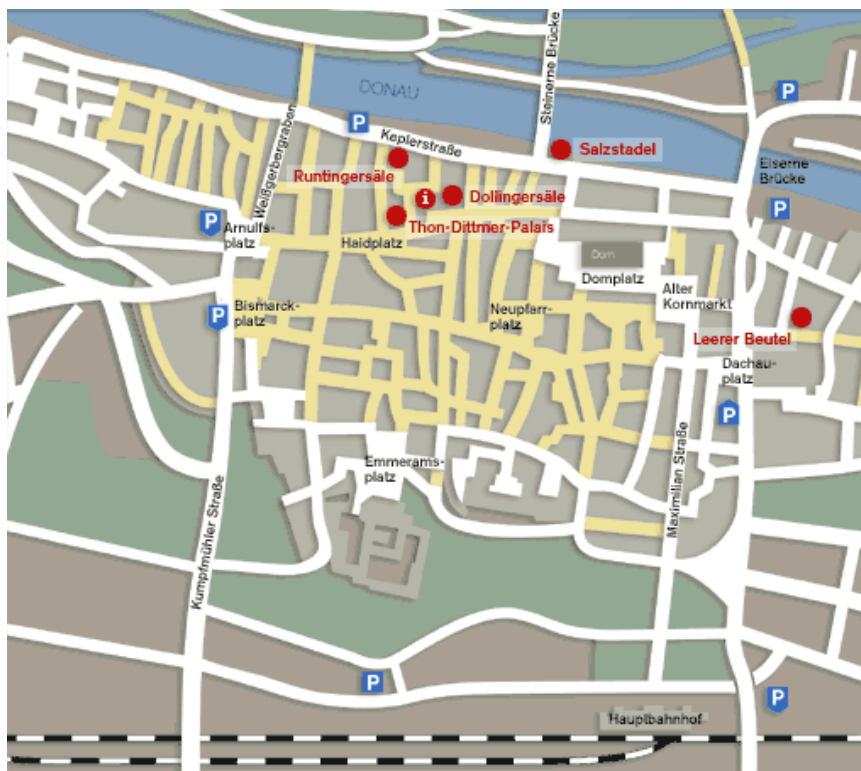 DONAU
Steinerne Brücke
P
P
Keplerstraße
Salzstadel
Runtingersäle
Eiserne
Brücke
Weißgerbergraben
i
Dollingersäle
P
P
Arnulfs-
platz
Thon-Dittmer-Palais
Haidplatz
Dom
Domplatz
Alter
Kornmarkt
P
Bismarck-
platz
Neupfarr-
platz
Leerer Beutel
Dachau-
platz
P
Emmerams-
platz
Maximilian Straße
Kumpfmühler Straße
P
P
Hauptbahnhof